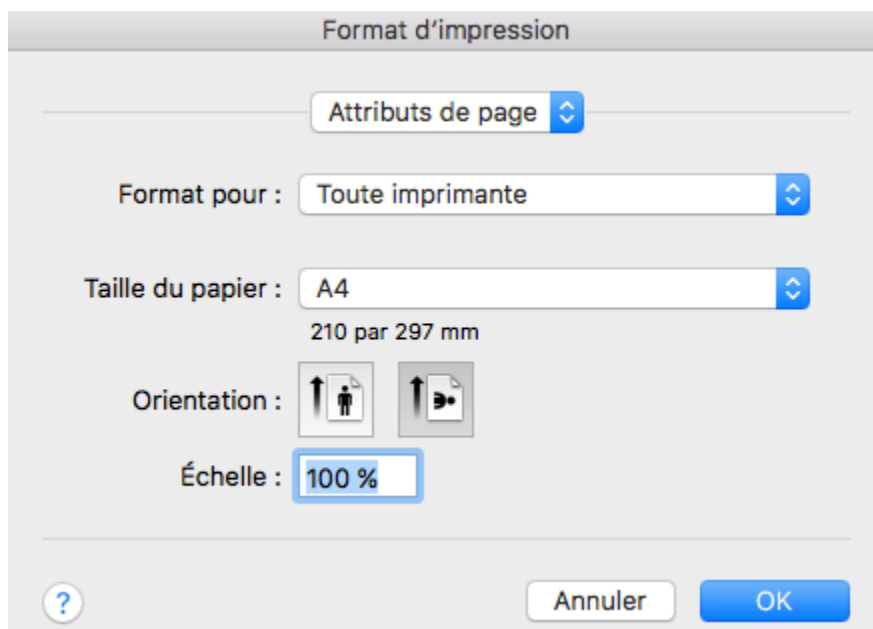 Format d’impression
Attributs de page
Format pour : Toute imprimante
Taille du papier : A4
210 par 297 mm
Orientation :
Échelle : 100 %
? Annuler OK